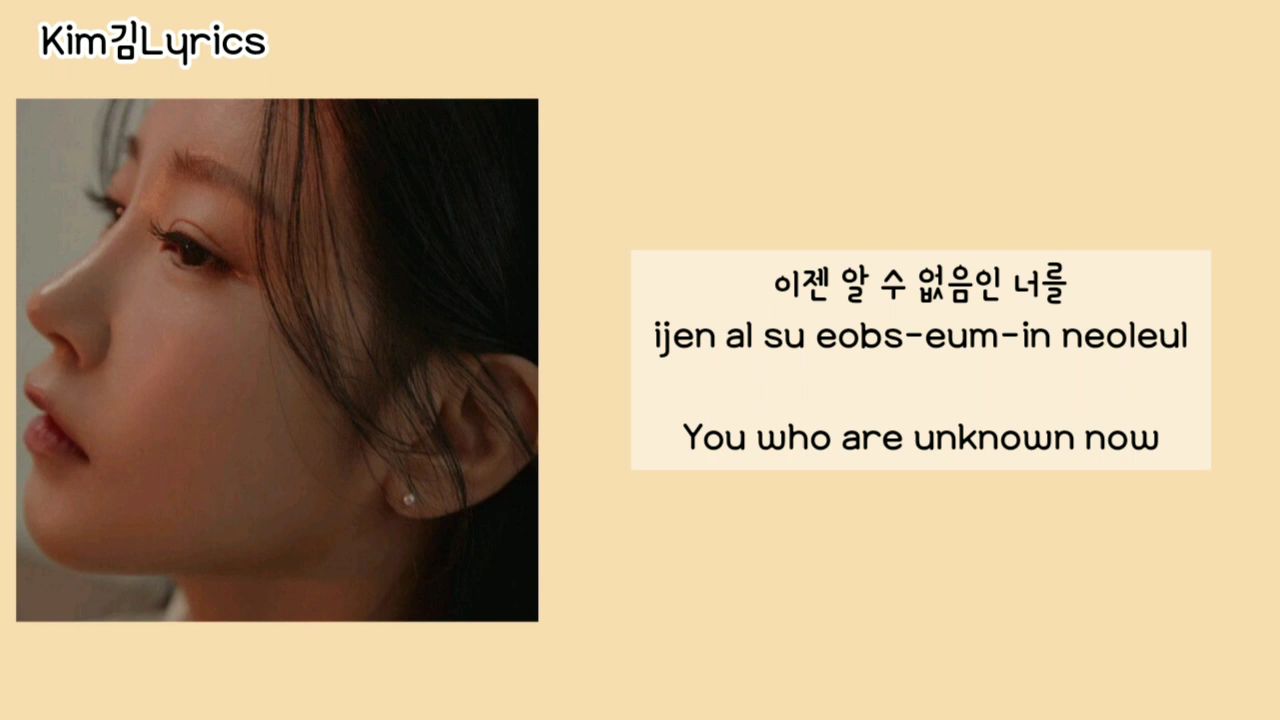 Kim김Lyrics
이젠 알 수 없음인 너를
ijen al su eobs-eum-in neoleul
You who are unknown now